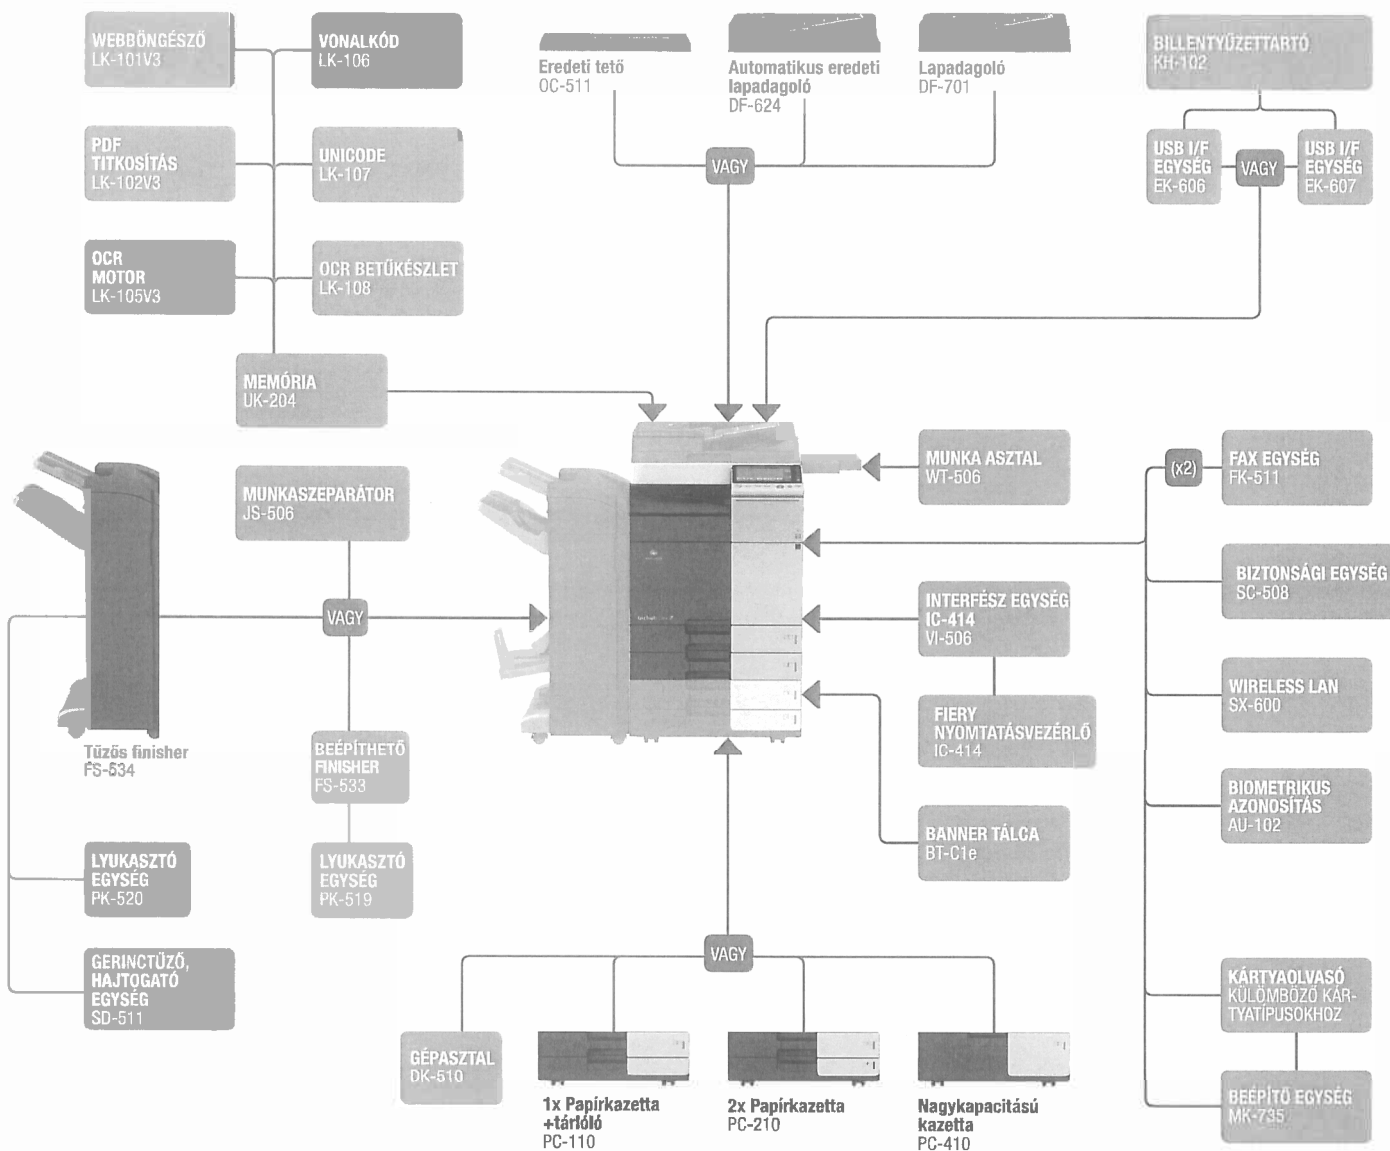 WEBBÖNGÉSZŐ
LK-101V3
VONALKÓD
LK-106
PDF
TITKOSÍTÁS
LK-102V3
UNICODE
LK-107
OCR
MOTOR
LK-105V3
OCR BETŰKÉSZLET
LK-108
MEMÓRIA
UK-204
Eredeti tető
OC-511
Automatikus eredeti
lapadagoló
DF-624
Lapadagoló
DF-701
VAGY
BILLENTYŰZETTARTÓ
KH-102
USB I/F
EGYSÉG
EK-606
VAGY
USB I/F
EGYSÉG
EK-607
MUNKASZEPARÁTOR
JS-506
VAGY
Tűzös finisher
FS-534
BEÉPÍTHETŐ
FINISHER
FS-533
LYUKASZTÓ
EGYSÉG
PK-519
LYUKASZTÓ
EGYSÉG
PK-520
GERINCTŰZŐ,
HAJTOGATÓ
EGYSÉG
SD-511
MUNKA ASZTAL
WT-506
INTERFÉSZ EGYSÉG
IC-414
VI-506
FIERY
NYOMTATÁSVEZÉRLŐ
IC-414
BANNER TÁLCA
BT-C1e
(x2)
FAX EGYSÉG
FK-511
BIZTONSÁGI EGYSÉG
SC-508
WIRELESS LAN
SX-600
BIOMETRIKUS
AZONOSÍTÁS
AU-102
KÁRTYAOLVASÓ
KÜLÖMBÖZŐ KÁR-
TYATÍPUSOKHOZ
BEÉPÍTŐ EGYSÉG
MK-735
VAGY
GÉPASZTAL
DK-510
1x Papírkazetta
+tárlóló
PC-110
2x Papírkazetta
PC-210
Nagykapacitású
kazetta
PC-410